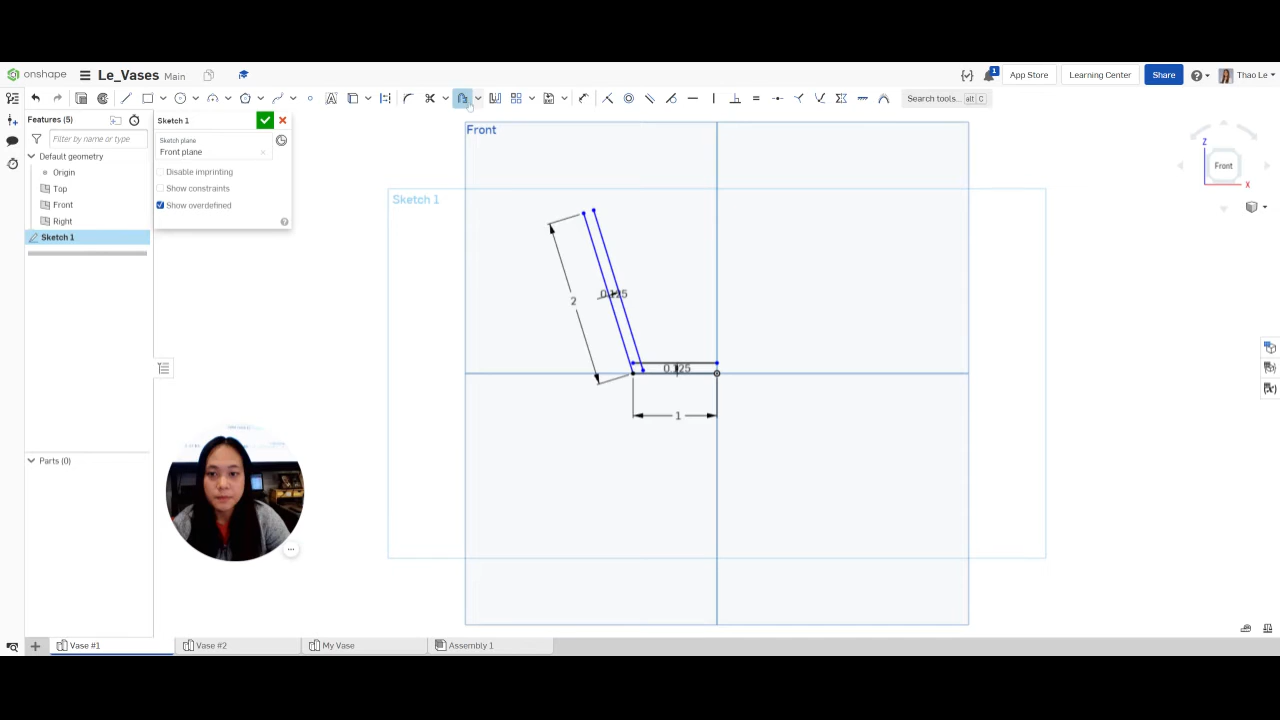 onshape
Le_Vases Main
1
App Store
Learning Center
Share
Thao Le
Search tools... alt C
Features (5)
Filter by name or type
Default geometry
Origin
Top
Front
Right
Sketch 1
Parts (0)
Sketch 1
Sketch plane
Front plane
Disable imprinting
Show constraints
Show overdefined
Front
Sketch 1
2
0.125
0.125
1
Z
Front
X
Vase #1
Vase #2
My Vase
Assembly 1